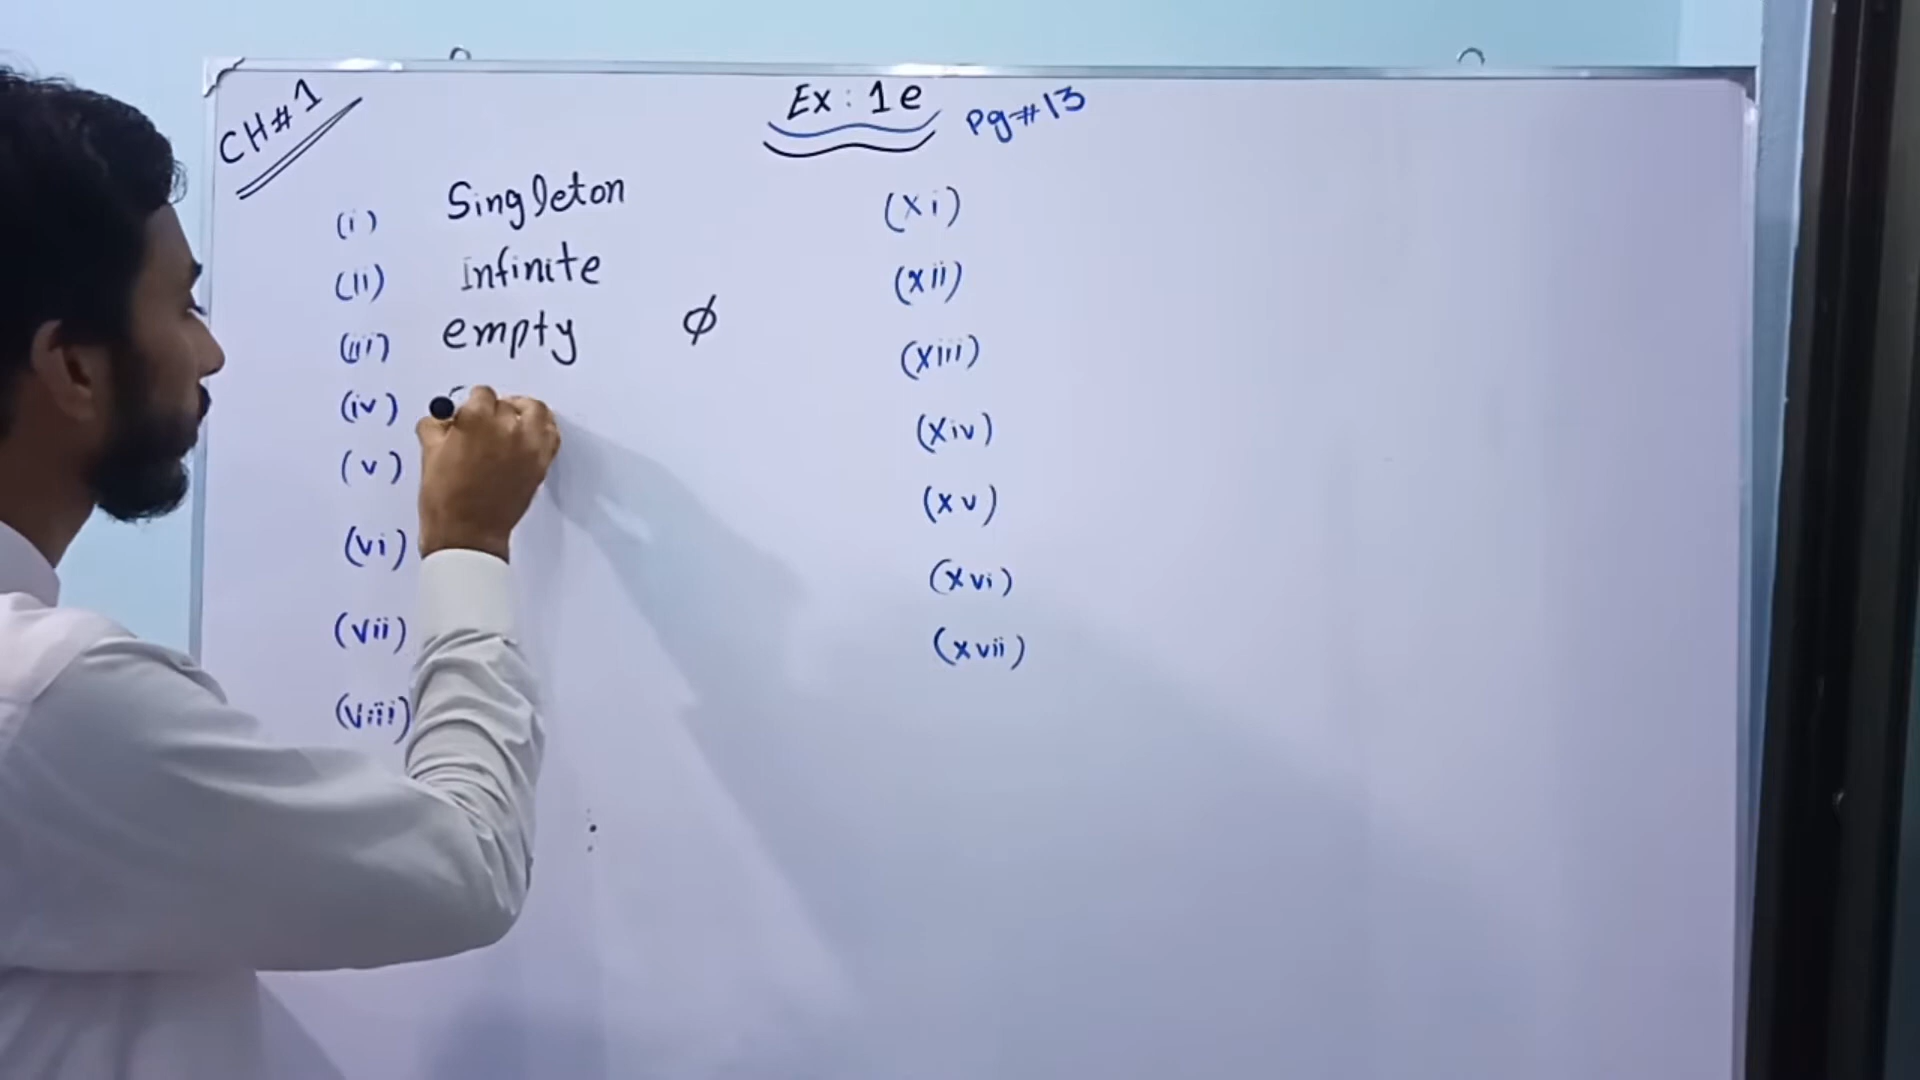 CH#1
Ex: 1e Pg#13
(i) Singleton
(ii) Infinite
(iii) empty ϕ
(iv)
(v)
(vi)
(vii)
(viii)
(xi)
(xii)
(xiii)
(xiv)
(xv)
(xvi)
(xvii)